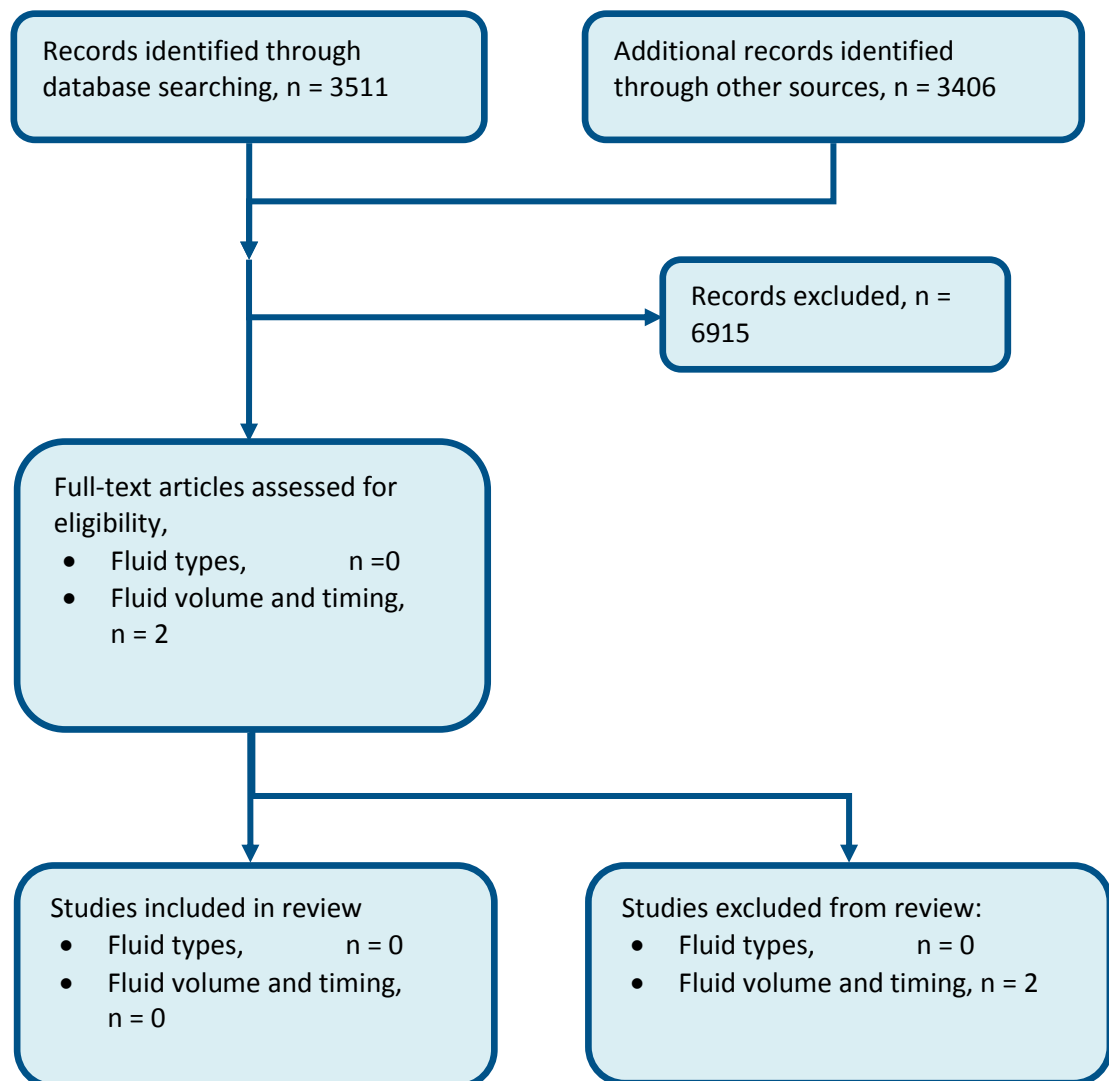 Records identified through
database searching, n = 3511
Additional records identified
through other sources, n = 3406
Records excluded, n =
6915
Full-text articles assessed for
eligibility,
• Fluid types, n =0
• Fluid volume and timing,
n = 2
Studies included in review
• Fluid types, n = 0
• Fluid volume and timing,
n = 0
Studies excluded from review:
• Fluid types, n = 0
• Fluid volume and timing, n = 2